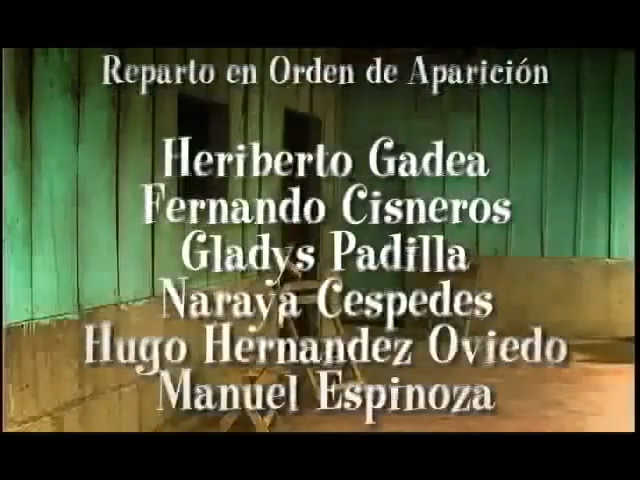 Reparto en Orden de Aparición
Heriberto Gadea
Fernando Cisneros
Gladys Padilla
Naraya Cespedes
Hugo Hernandez Oviedo
Manuel Espinoza